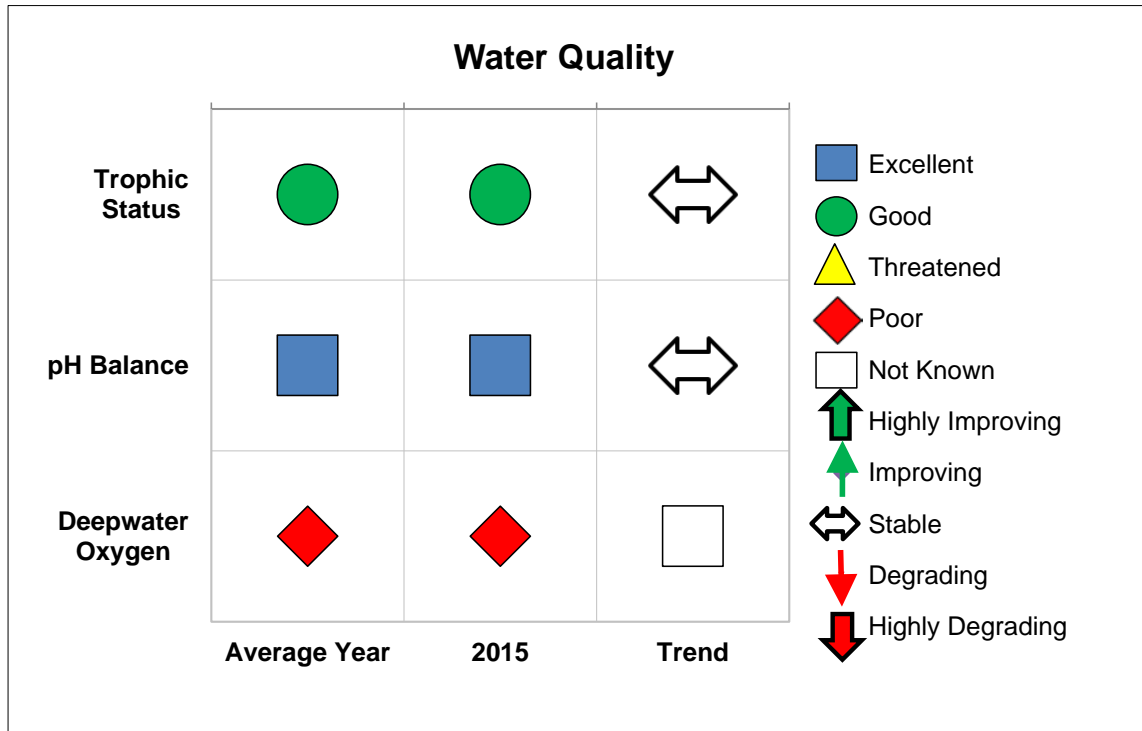 Water Quality
Trophic
Status
pH Balance
Deepwater
Oxygen
Average Year
2015
Trend
Excellent
Good
Threatened
Poor
Not Known
Highly Improving
Improving
Stable
Degrading
Highly Degrading